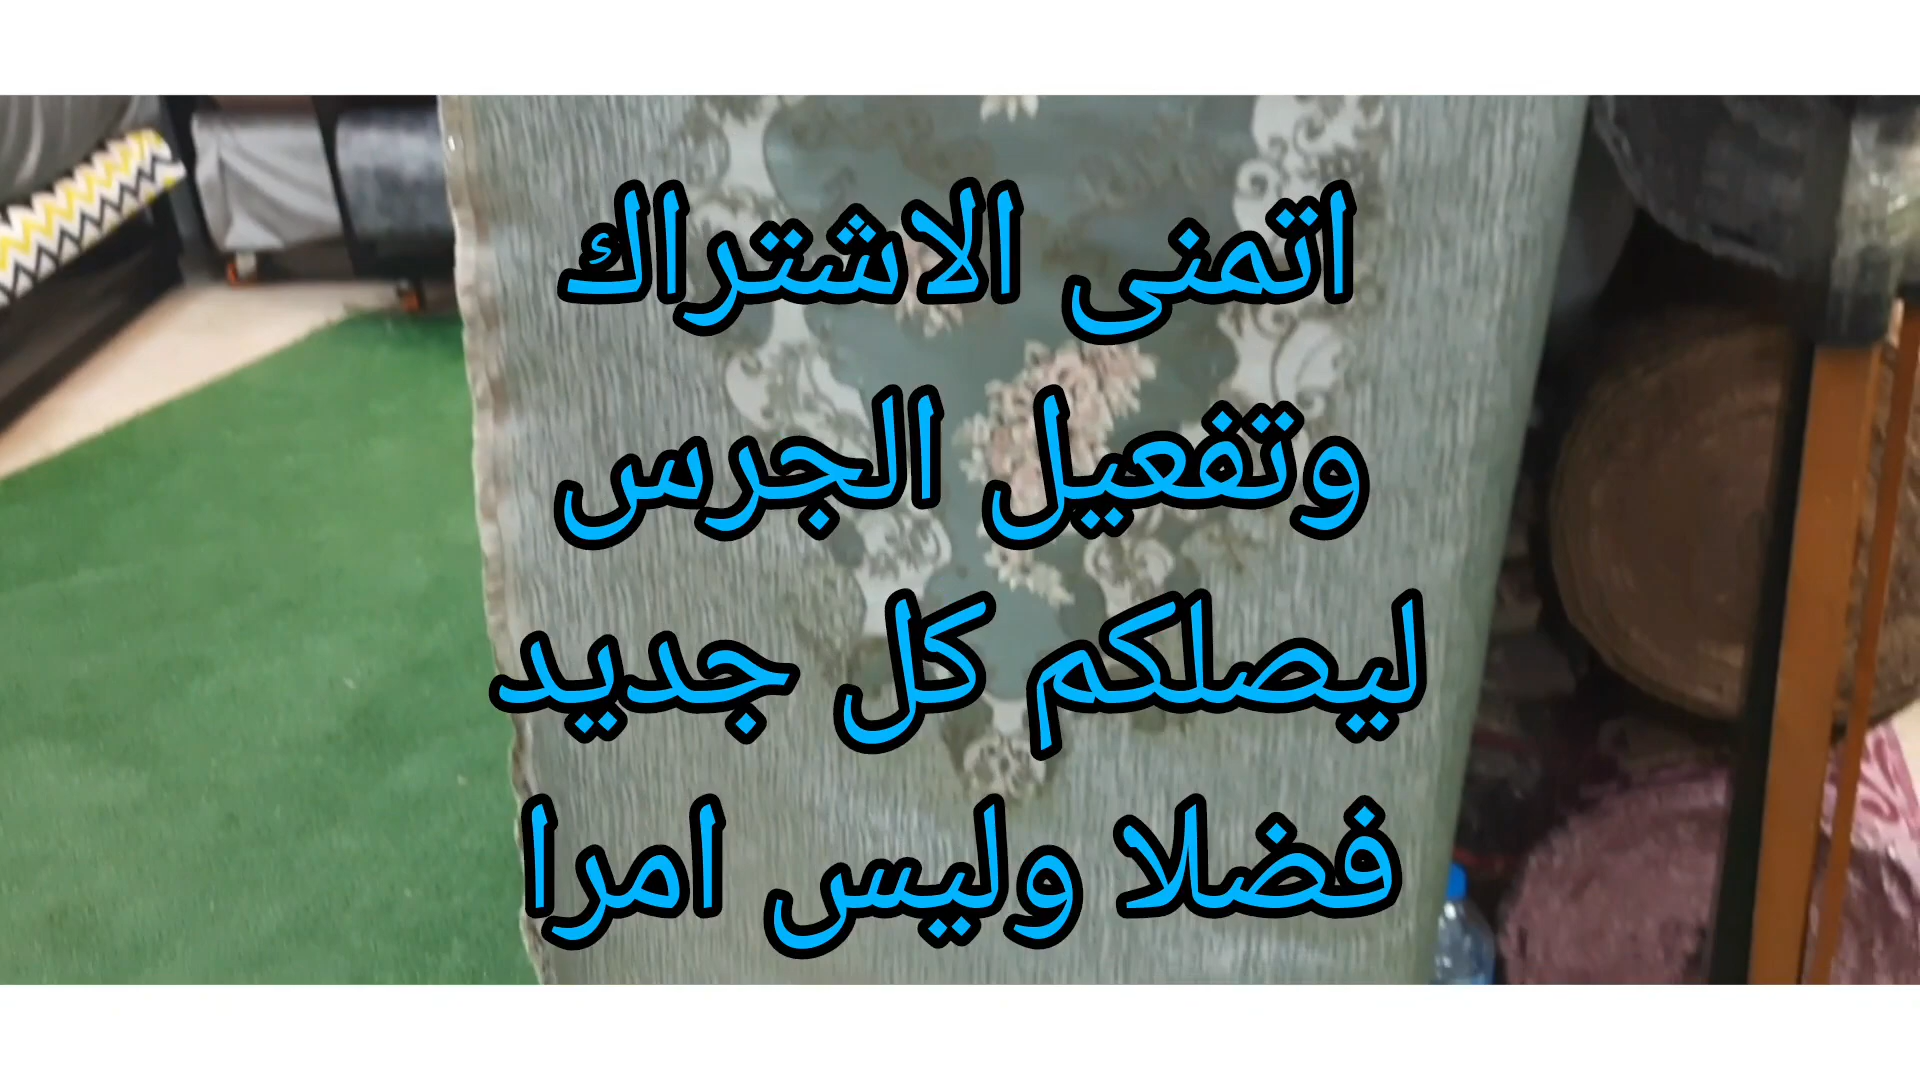 اتمنى الاشتراك
وتفعيل الجرس
ليصلكم كل جديد
فضلا وليس امرا